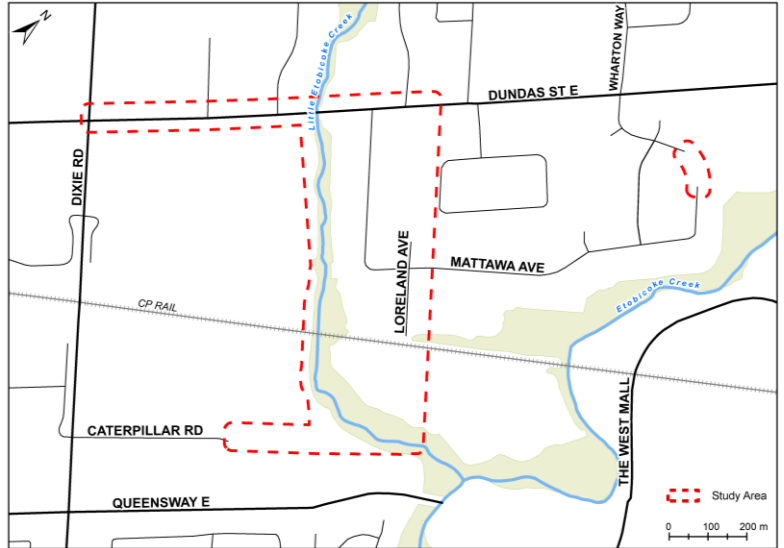 N
Little Etobicoke Creek
WHARTON WAY
DUNDAS ST E
DIXIE RD
LORELAND AVE
MATTAWA AVE
Etobicoke Creek
CP RAIL
THE WEST MALL
CATERPILLAR RD
QUEENSWAY E
Study Area
0 100 200 m